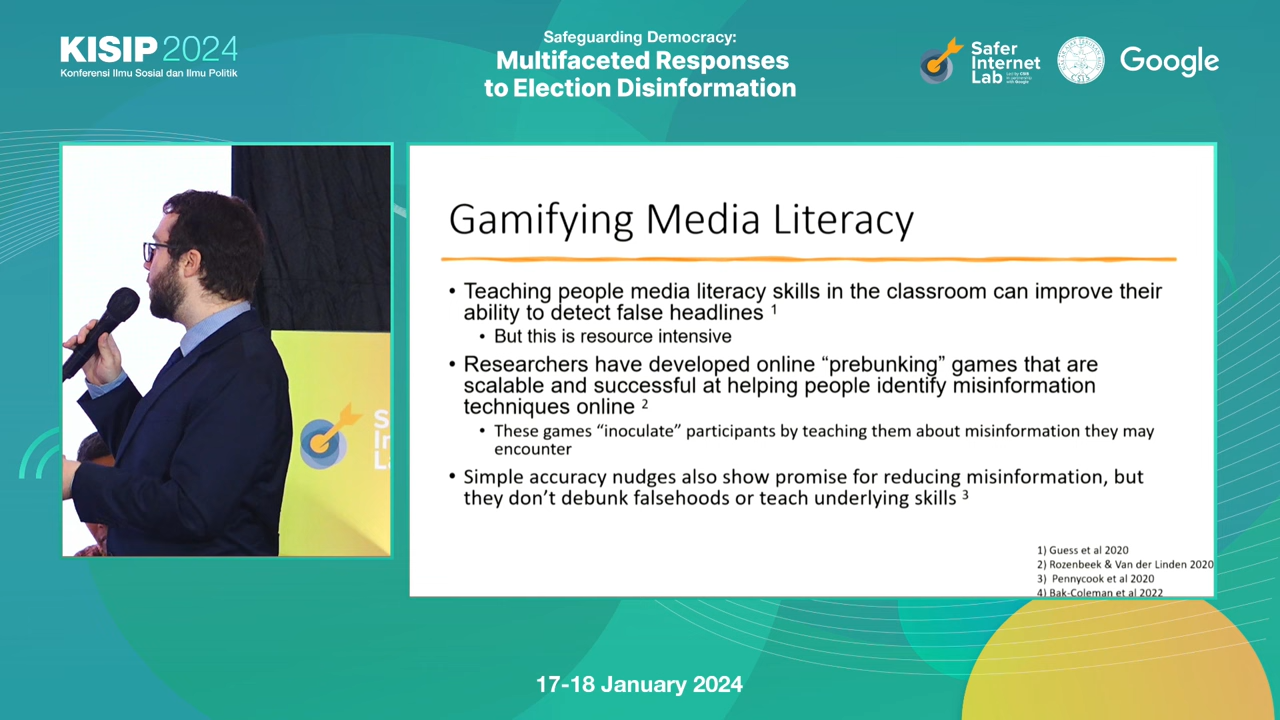 KISIP 2024
Konferensi Ilmu Sosial dan Ilmu Politik
Safeguarding Democracy:
Multifaceted Responses
to Election Disinformation
Safer
Internet
Lab
Google
Gamifying Media Literacy
• Teaching people media literacy skills in the classroom can improve their
ability to detect false headlines 1
• But this is resource intensive
• Researchers have developed online “prebunking” games that are
scalable and successful at helping people identify misinformation
techniques online 2
• These games “inoculate” participants by teaching them about misinformation they may
encounter
• Simple accuracy nudges also show promise for reducing misinformation, but
they don’t debunk falsehoods or teach underlying skills 3
1) Guess et al 2020
2) Rozenbeek & Van der Linden 2020
3) Pennycook et al 2020
4) Bak-Coleman et al 2022
17-18 January 2024